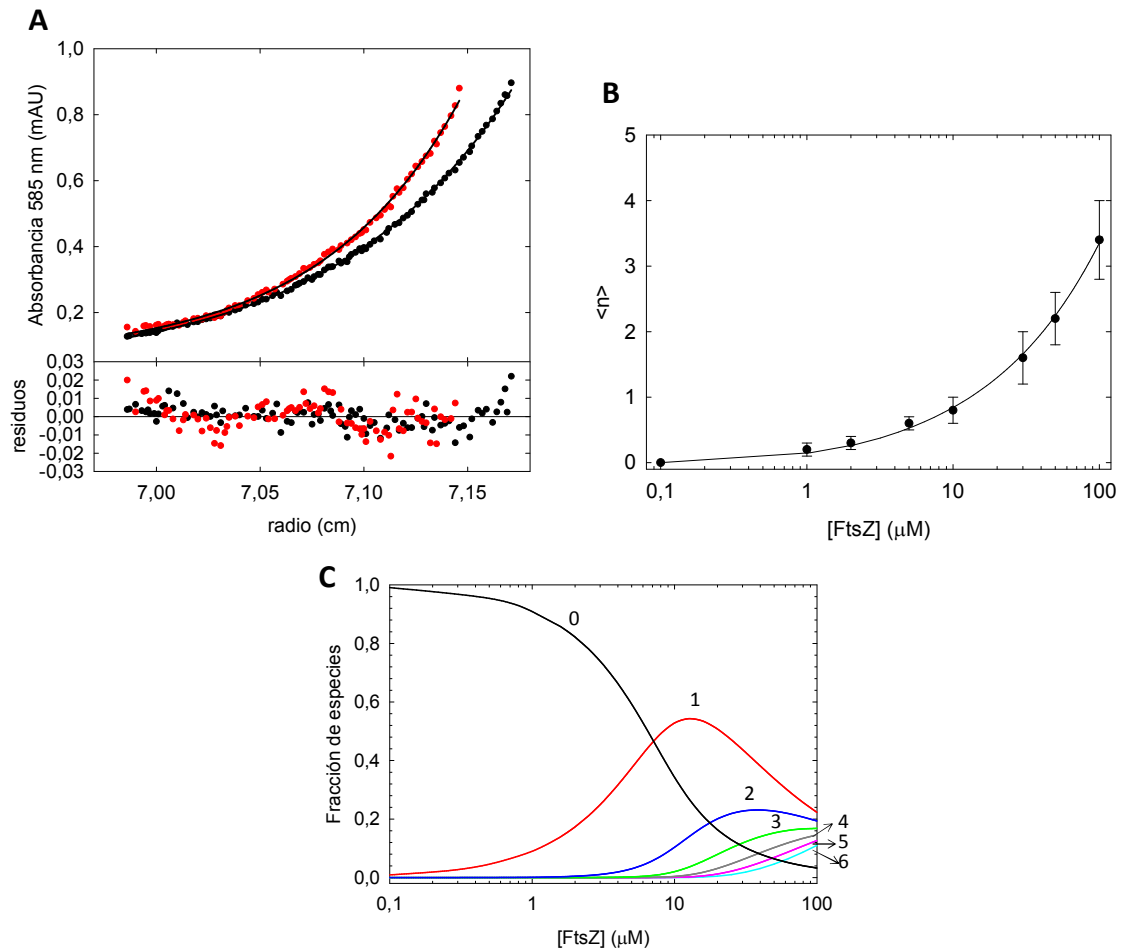 A
1,0
0,8
0,6
0,4
0,2
Absorbancia 585 nm (mAU)
0,03
0,02
0,01
0,00
-0,01
-0,02
-0,03
residuos
7,00 7,05 7,10 7,15
radio (cm)
B
5
4
3
2
1
0
<n>
0,1 1 10 100
[FtsZ] (μM)
C
1,0
0,8
0,6
0,4
0,2
0,0
Fracción de especies
0
1
2
3
4
5
6
0,1 1 10 100
[FtsZ] (μM)